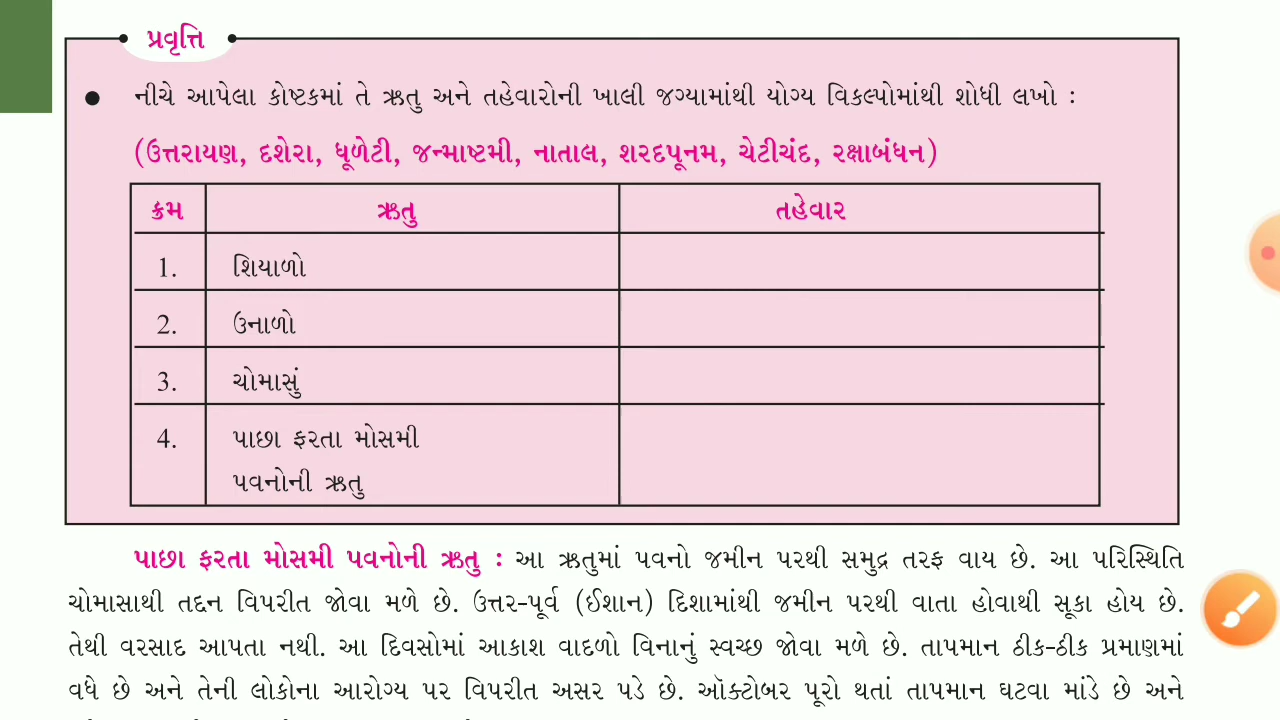 પ્રવૃત્તિ
● નીચે આપેલા કોષ્ટકમાં તે ઋતુ અને તહેવારોની ખાલી જગ્યામાંથી યોગ્ય વિકલ્પોમાંથી શોધી લખો :
(ઉત્તરાયણ, દશેરા, ધૂળેટી, જન્માષ્ટમી, નાતાલ, શરદપૂનમ, ચેટીચંદ, રક્ષાબંધન)
ક્રમ ઋતુ તહેવાર
1. શિયાળો
2. ઉનાળો
3. ચોમાસું
4. પાછા ફરતા મોસમી
પવનોની ઋતુ
પાછા ફરતા મોસમી પવનોની ઋતુ : આ ઋતુમાં પવનો જમીન પરથી સમુદ્ર તરફ વાય છે. આ પરિસ્થિતિ
ચોમાસાથી તદ્દન વિપરીત જોવા મળે છે. ઉત્તર-પૂર્વ (ઈશાન) દિશામાંથી જમીન પરથી વાતા હોવાથી સૂકા હોય છે.
તેથી વરસાદ આપતા નથી. આ દિવસોમાં આકાશ વાદળો વિનાનું સ્વચ્છ જોવા મળે છે. તાપમાન ઠીક-ઠીક પ્રમાણમાં
વધે છે અને તેની લોકોના આરોગ્ય પર વિપરીત અસર પડે છે. ઑક્ટોબર પૂરો થતાં તાપમાન ઘટવા માંડે છે અને